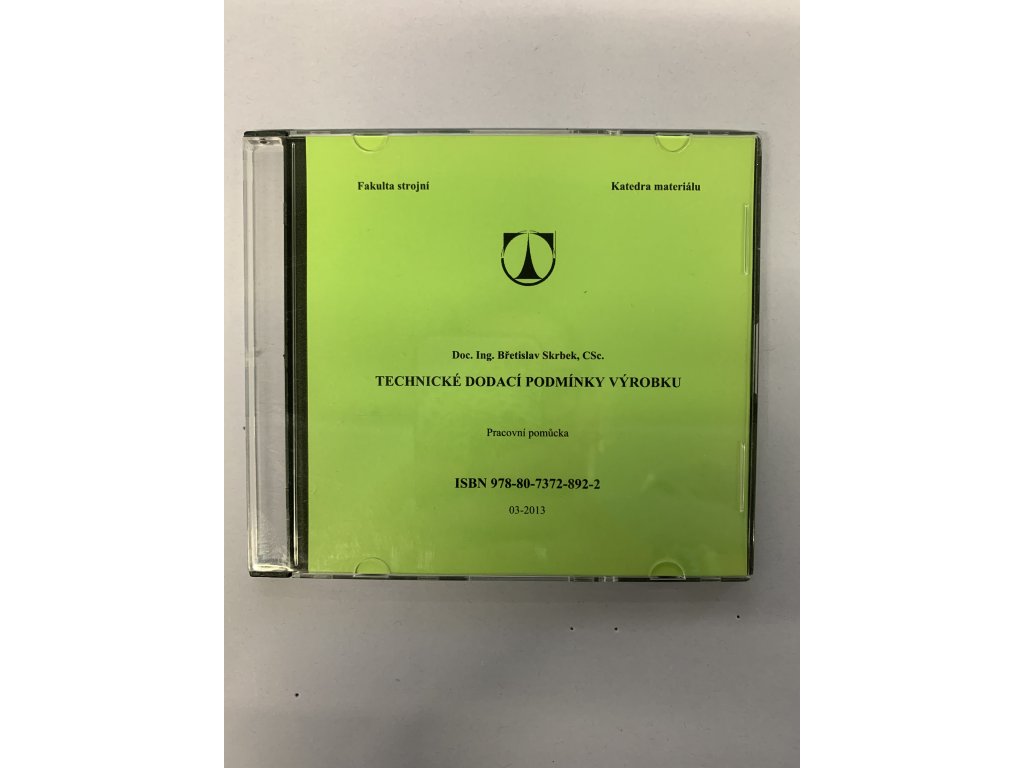 Fakulta strojní Katedra materiálu
Doc. Ing. Břetislav Skrbek, CSc.
TECHNICKÉ DODACÍ PODMÍNKY VÝROBKU
Pracovní pomůcka
ISBN 978-80-7372-892-2
03-2013